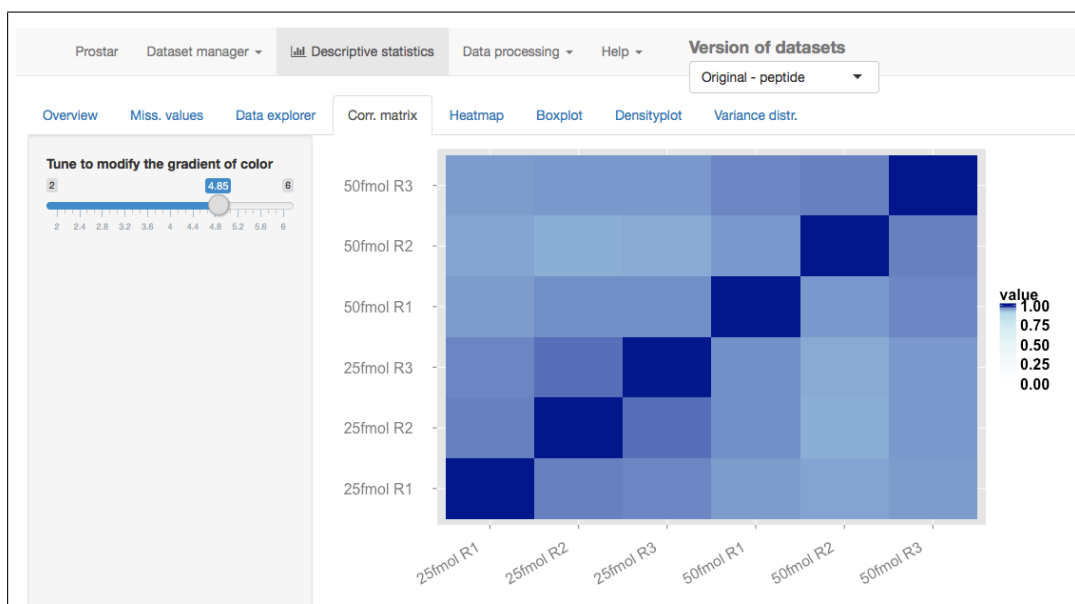 Prostar Dataset manager Descriptive statistics Data processing Help Version of datasets
Original - peptide
Overview Miss. values Data explorer Corr. matrix Heatmap Boxplot Densityplot Variance distr.
Tune to modify the gradient of color
2 4.85 6
2 2.4 2.8 3.2 3.6 4 4.4 4.8 5.2 5.6 6
50fmol R3
50fmol R2
50fmol R1
25fmol R3
25fmol R2
25fmol R1
25fmol R1 25fmol R2 25fmol R3 50fmol R1 50fmol R2 50fmol R3
value
1.00
0.75
0.50
0.25
0.00